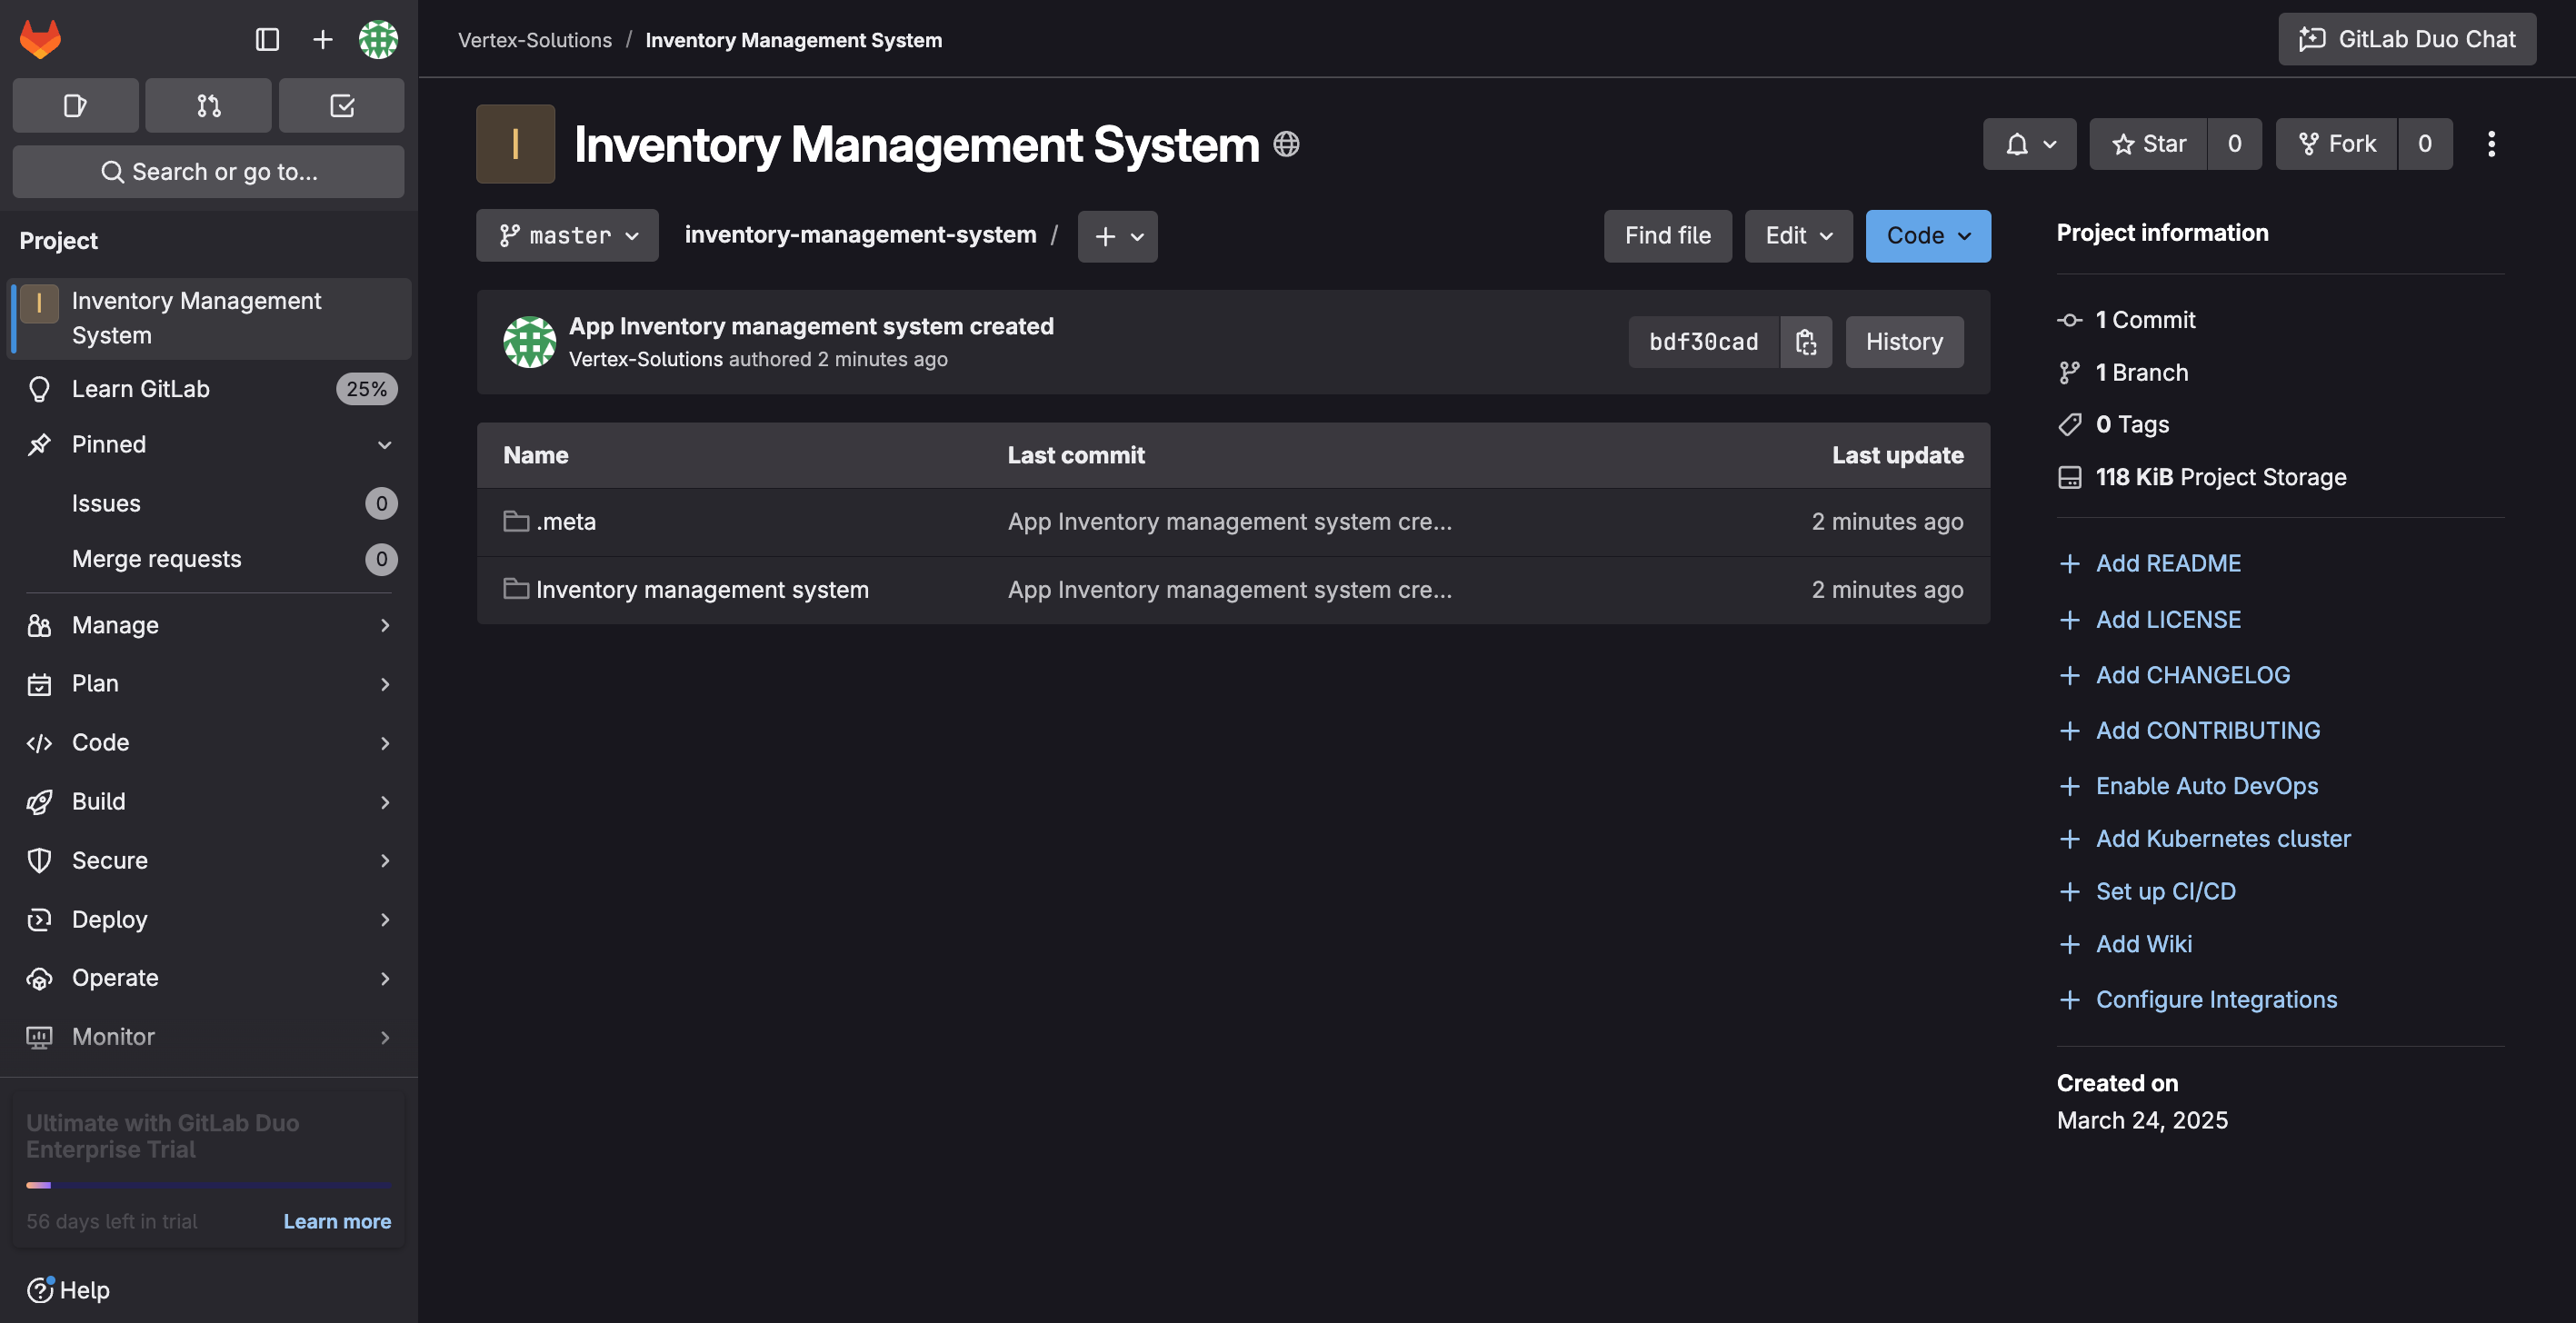 Vertex-Solutions / Inventory Management System
GitLab Duo Chat
Search or go to...
Project
I
Inventory Management
System
Learn GitLab
25%
Pinned
Issues
0
Merge requests
0
Manage
Plan
Code
Build
Secure
Deploy
Operate
Monitor
Ultimate with GitLab Duo
Enterprise Trial
56 days left in trial
Learn more
Help
I
Inventory Management System
Star
0
Fork
0
master
inventory-management-system /
Find file
Edit
Code
App Inventory management system created
Vertex-Solutions authored 2 minutes ago
bdf30cad
History
Name
Last commit
Last update
.meta
App Inventory management system cre...
2 minutes ago
Inventory management system
App Inventory management system cre...
2 minutes ago
Project information
1 Commit
1 Branch
0 Tags
118 KiB Project Storage
Add README
Add LICENSE
Add CHANGELOG
Add CONTRIBUTING
Enable Auto DevOps
Add Kubernetes cluster
Set up CI/CD
Add Wiki
Configure Integrations
Created on
March 24, 2025